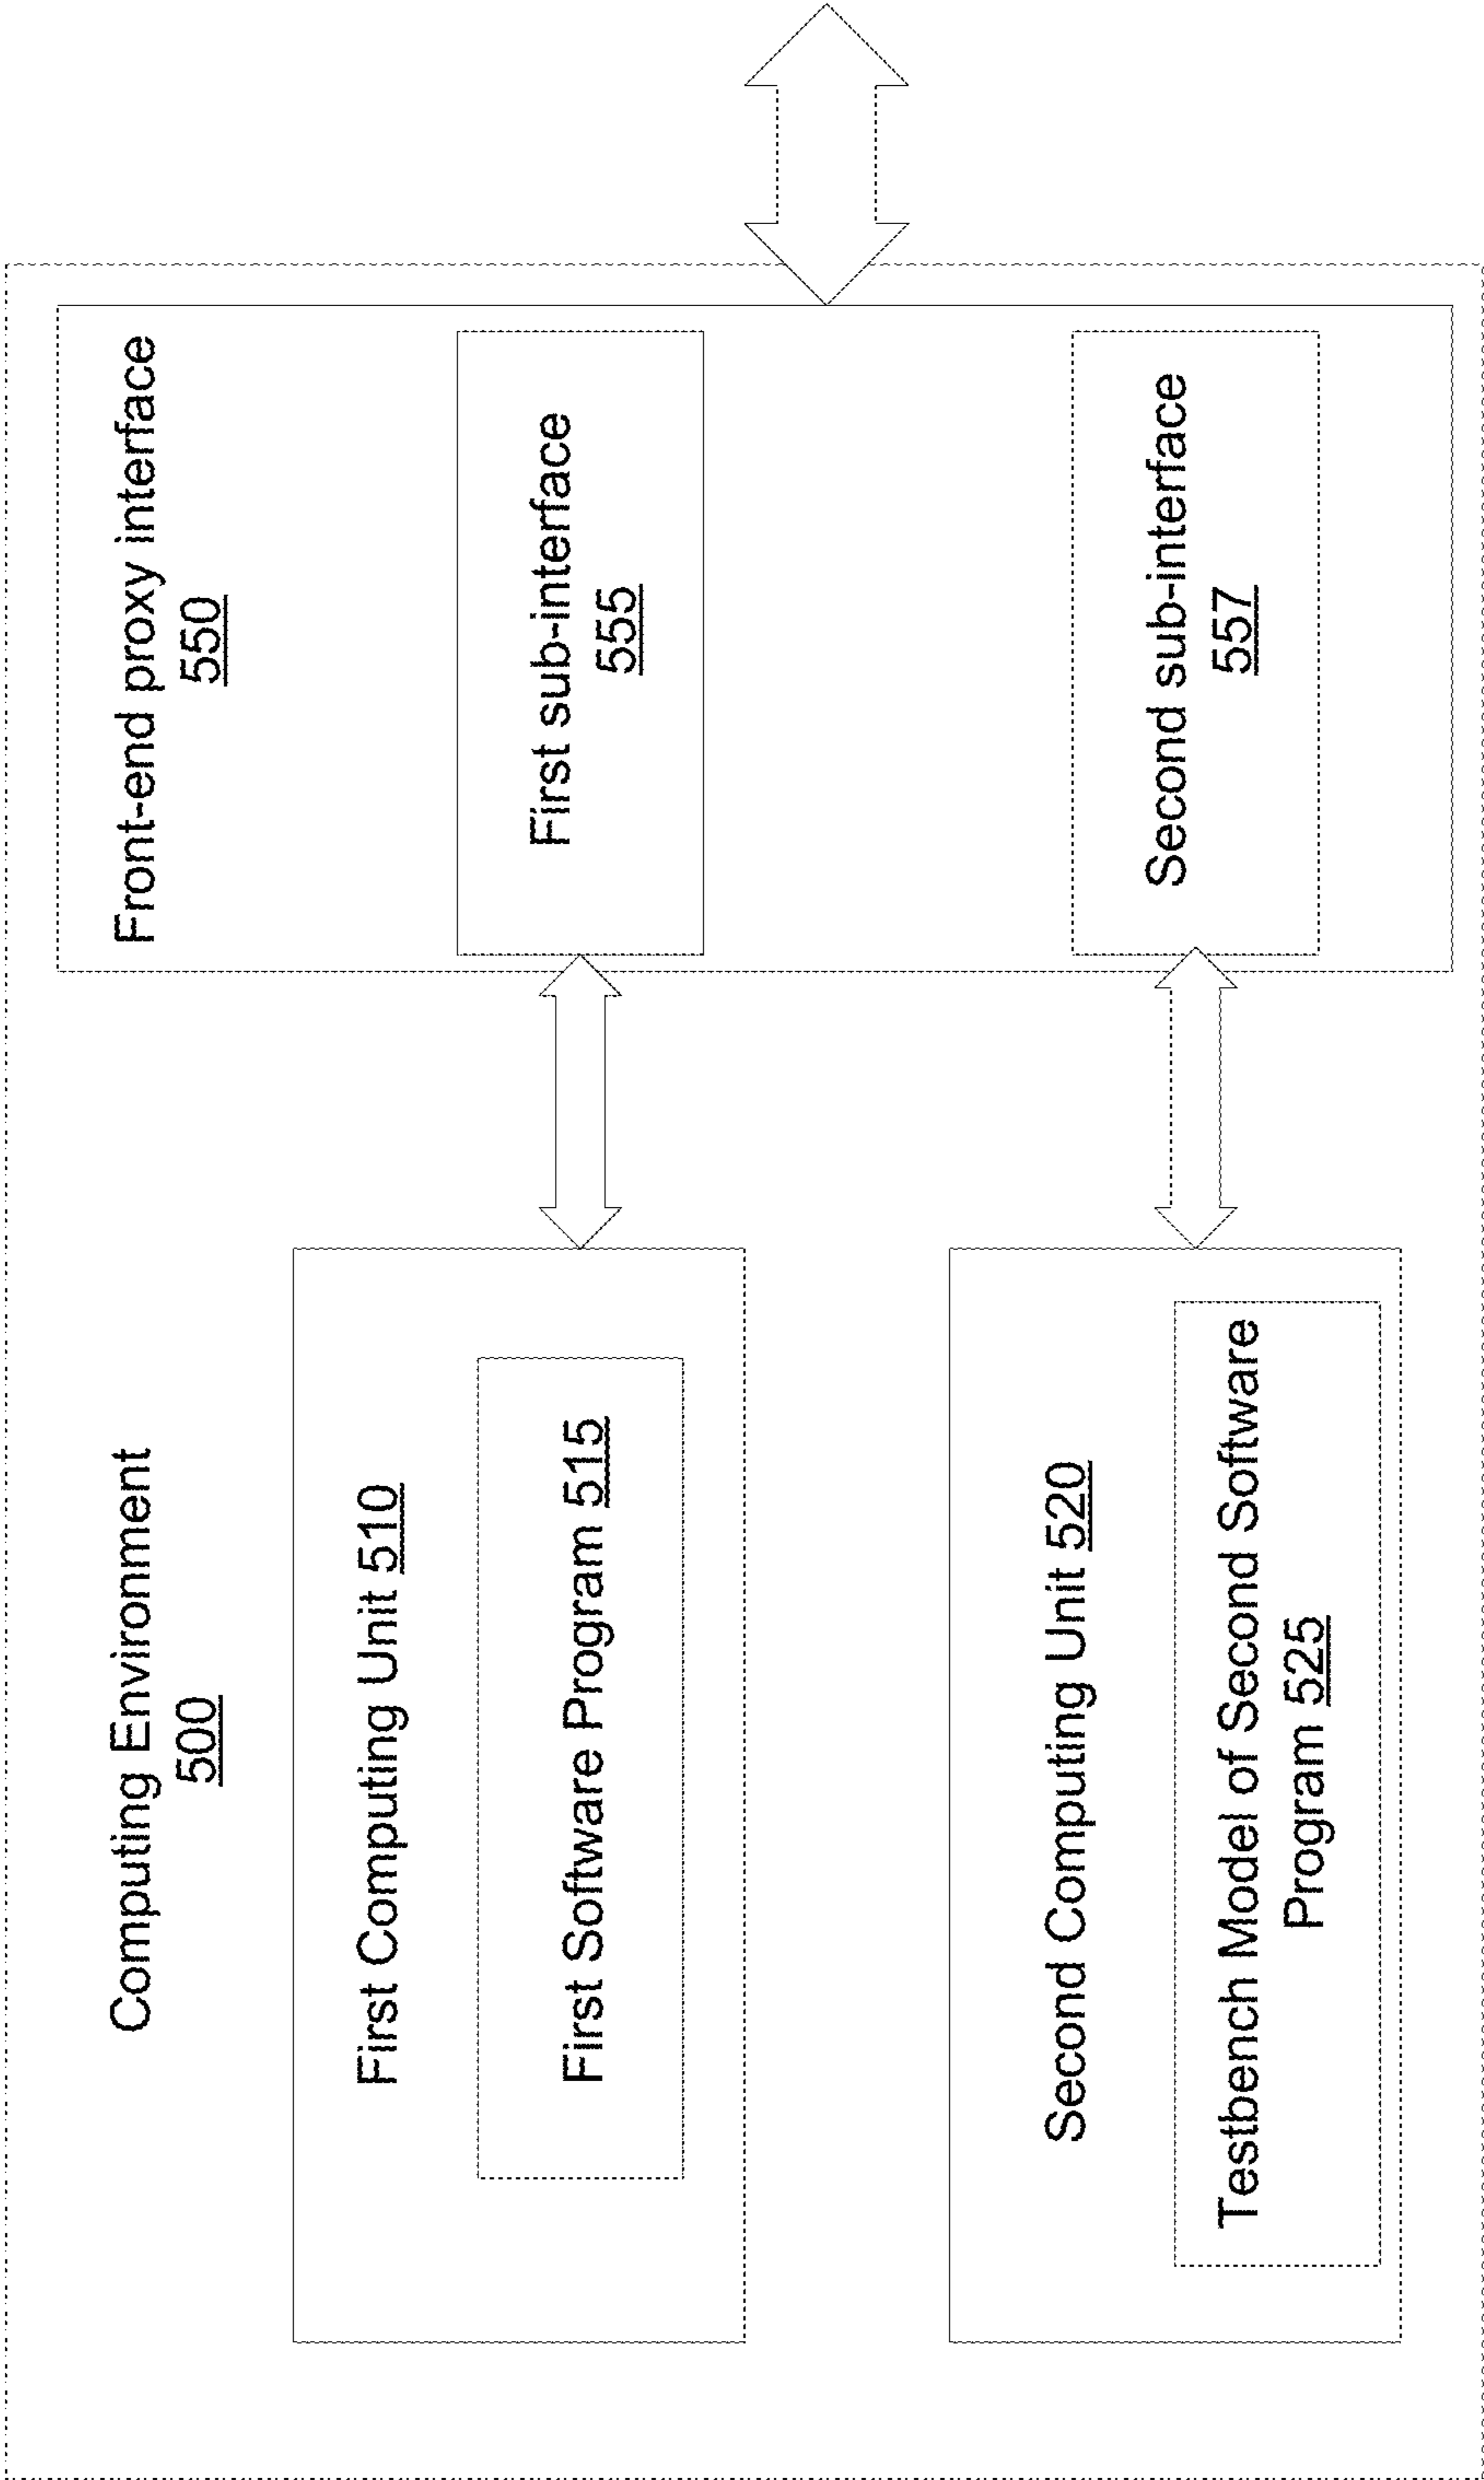 Computing Environment
500
First Computing Unit 510
First Software Program 515
Second Computing Unit 520
Testbench Model of Second Software
Program 525
Front-end proxy interface
550
First sub-interface
555
Second sub-interface
557